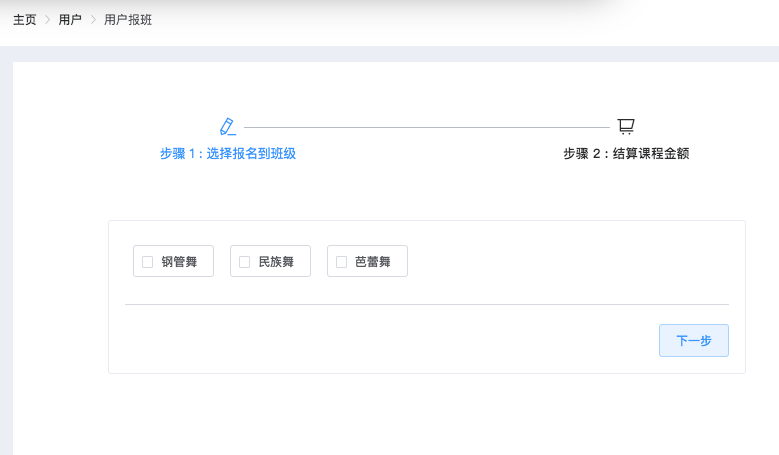 主页 > 用户 > 用户报班
步骤 1 : 选择报名到班级
步骤 2 : 结算课程金额
钢管舞 民族舞 芭蕾舞
下一步